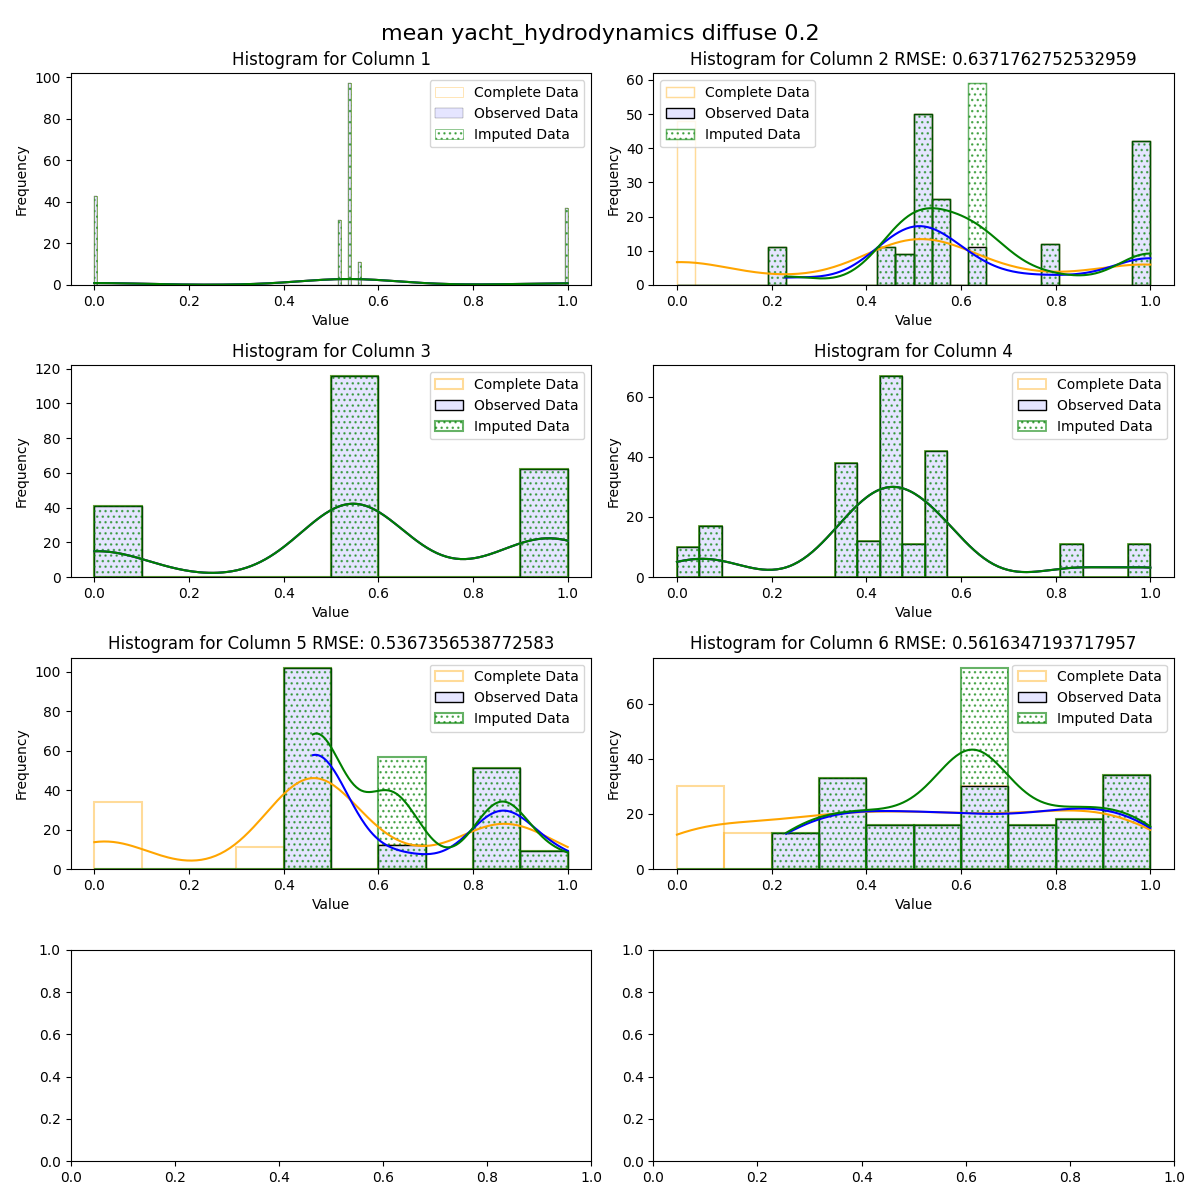 mean yacht_hydrodynamics diffuse 0.2
Histogram for Column 1
Frequency
100
80
60
40
20
0
Complete Data
Observed Data
Imputed Data
0.0 0.2 0.4 0.6 0.8 1.0
Value
Histogram for Column 2 RMSE: 0.6371762752532959
Frequency
60
50
40
30
20
10
0
Complete Data
Observed Data
Imputed Data
0.0 0.2 0.4 0.6 0.8 1.0
Value
Histogram for Column 3
Frequency
120
100
80
60
40
20
0
Complete Data
Observed Data
Imputed Data
0.0 0.2 0.4 0.6 0.8 1.0
Value
Histogram for Column 4
Frequency
60
40
20
0
Complete Data
Observed Data
Imputed Data
0.0 0.2 0.4 0.6 0.8 1.0
Value
Histogram for Column 5 RMSE: 0.5367356538772583
Frequency
100
80
60
40
20
0
Complete Data
Observed Data
Imputed Data
0.0 0.2 0.4 0.6 0.8 1.0
Value
Histogram for Column 6 RMSE: 0.5616347193717957
Frequency
60
40
20
0
Complete Data
Observed Data
Imputed Data
0.0 0.2 0.4 0.6 0.8 1.0
Value
1.0
0.8
0.6
0.4
0.2
0.0
0.0 0.2 0.4 0.6 0.8 1.0
1.0
0.8
0.6
0.4
0.2
0.0
0.0 0.2 0.4 0.6 0.8 1.0